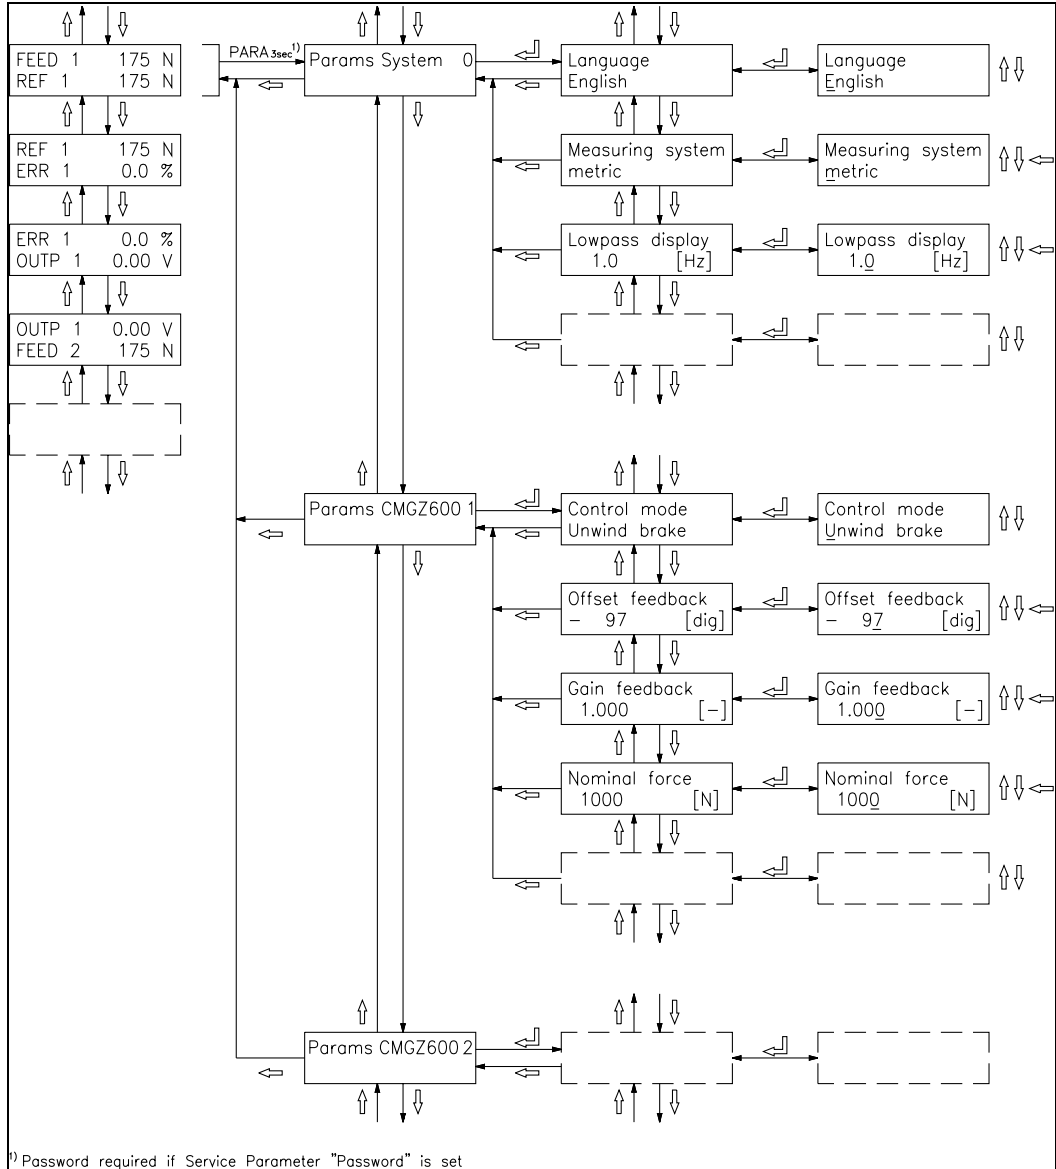 FEED 1 175 N
REF 1 175 N
REF 1 175 N
ERR 1 0.0 %
ERR 1 0.0 %
OUTP 1 0.00 V
OUTP 1 0.00 V
FEED 2 175 N
PARA 3sec 1)
Params System 0
Language
English
Language
English
Measuring system
metric
Measuring system
metric
Lowpass display
1.0 [Hz]
Lowpass display
1.0 [Hz]
Params CMGZ600 1
Control mode
Unwind brake
Control mode
Unwind brake
Offset feedback
- 97 [dig]
Offset feedback
- 97 [dig]
Gain feedback
1.000 [-]
Gain feedback
1.000 [-]
Nominal force
1000 [N]
Nominal force
1000 [N]
Params CMGZ600 2
1) Password required if Service Parameter "Password" is set